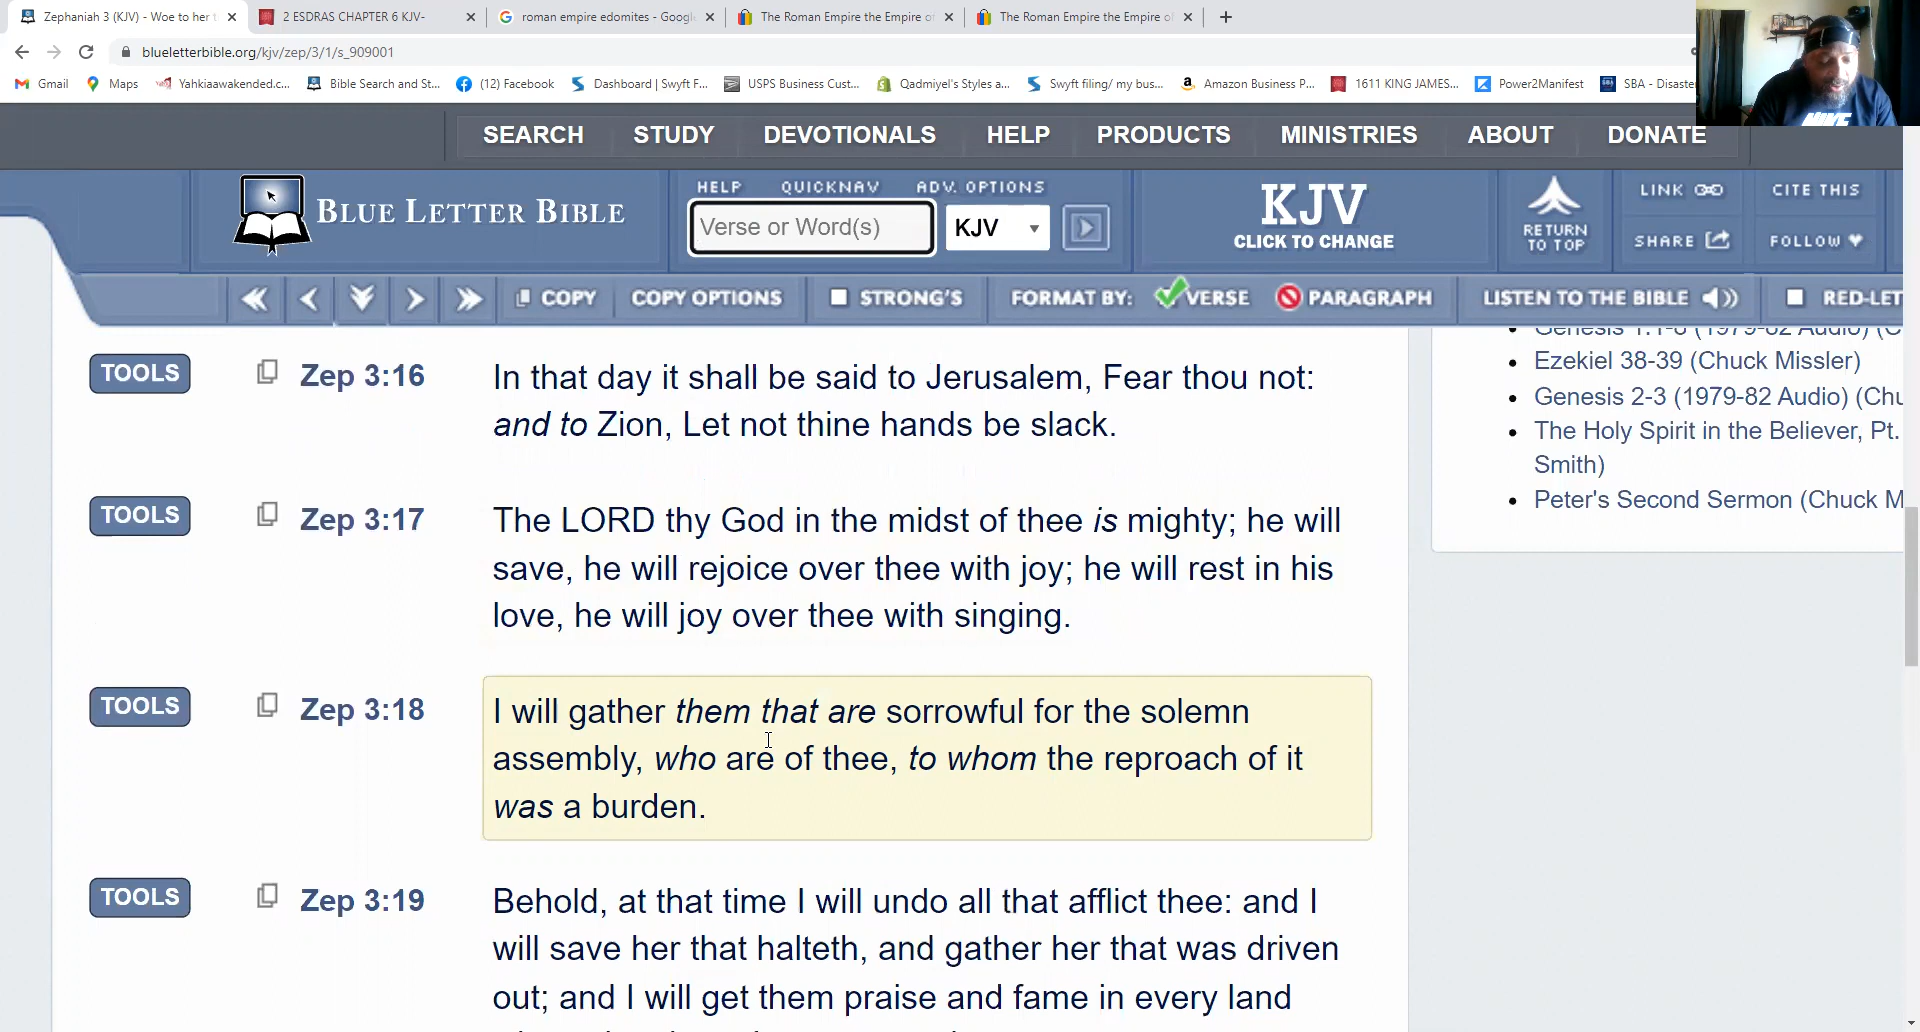 Zephaniah 3 (KJV) - Woe to her t
2 ESDRAS CHAPTER 6 KJV-
roman empire edomites - Googl
The Roman Empire the Empire of
The Roman Empire the Empire of
blueletterbible.org/kjv/zep/3/1/s_909001
Gmail
Maps
Yahkiaawakended.c...
Bible Search and St...
(12) Facebook
Dashboard | Swyft F...
USPS Business Cust...
Qadmiyel's Styles a...
Swyft filing/ my bus...
Amazon Business P...
1611 KING JAMES...
Power2Manifest
SBA - Disaste
SEARCH
STUDY
DEVOTIONALS
HELP
PRODUCTS
MINISTRIES
ABOUT
DONATE
BLUE LETTER BIBLE
HELP
QUICKNAV
ADV. OPTIONS
Verse or Word(s)
KJV
KJV
CLICK TO CHANGE
RETURN
TO TOP
LINK
CITE THIS
SHARE
FOLLOW
COPY
COPY OPTIONS
STRONG'S
FORMAT BY:
VERSE
PARAGRAPH
LISTEN TO THE BIBLE
RED-LET
TOOLS
Zep 3:16
In that day it shall be said to Jerusalem, Fear thou not:
and to Zion, Let not thine hands be slack.
TOOLS
Zep 3:17
The LORD thy God in the midst of thee is mighty; he will
save, he will rejoice over thee with joy; he will rest in his
love, he will joy over thee with singing.
TOOLS
Zep 3:18
I will gather them that are sorrowful for the solemn
assembly, who are of thee, to whom the reproach of it
was a burden.
TOOLS
Zep 3:19
Behold, at that time I will undo all that afflict thee: and I
will save her that halteth, and gather her that was driven
out; and I will get them praise and fame in every land
Genesis 1:1-8 (1979-82 Audio) (C
Ezekiel 38-39 (Chuck Missler)
Genesis 2-3 (1979-82 Audio) (Chu
The Holy Spirit in the Believer, Pt.
Smith)
Peter's Second Sermon (Chuck M